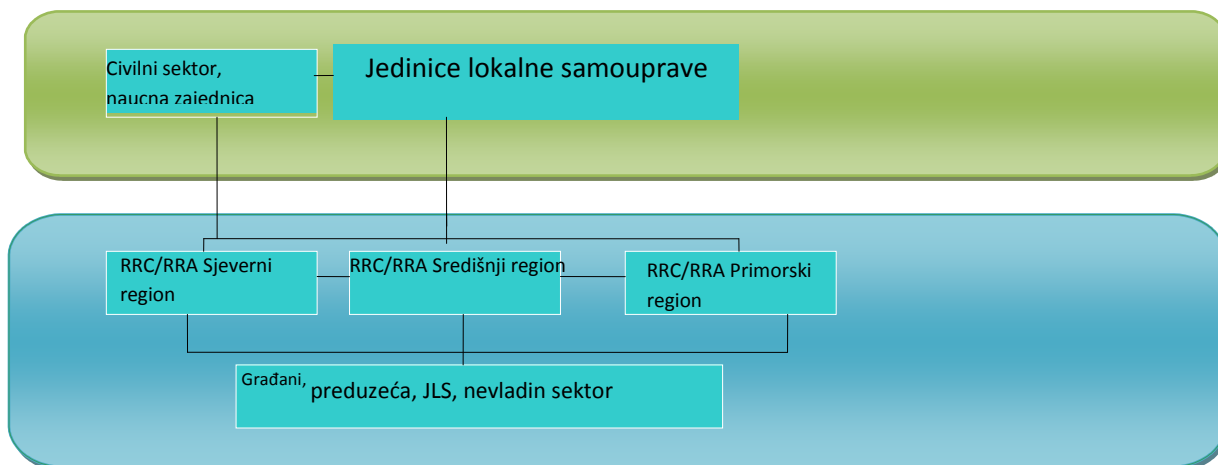 Civilni sektor,
naucna zajednica
Jedinice lokalne samouprave
RRC/RRA Sjeverni
region
RRC/RRA Središnji region
RRC/RRA Primorski
region
Građani, preduzeća, JLS, nevladin sektor